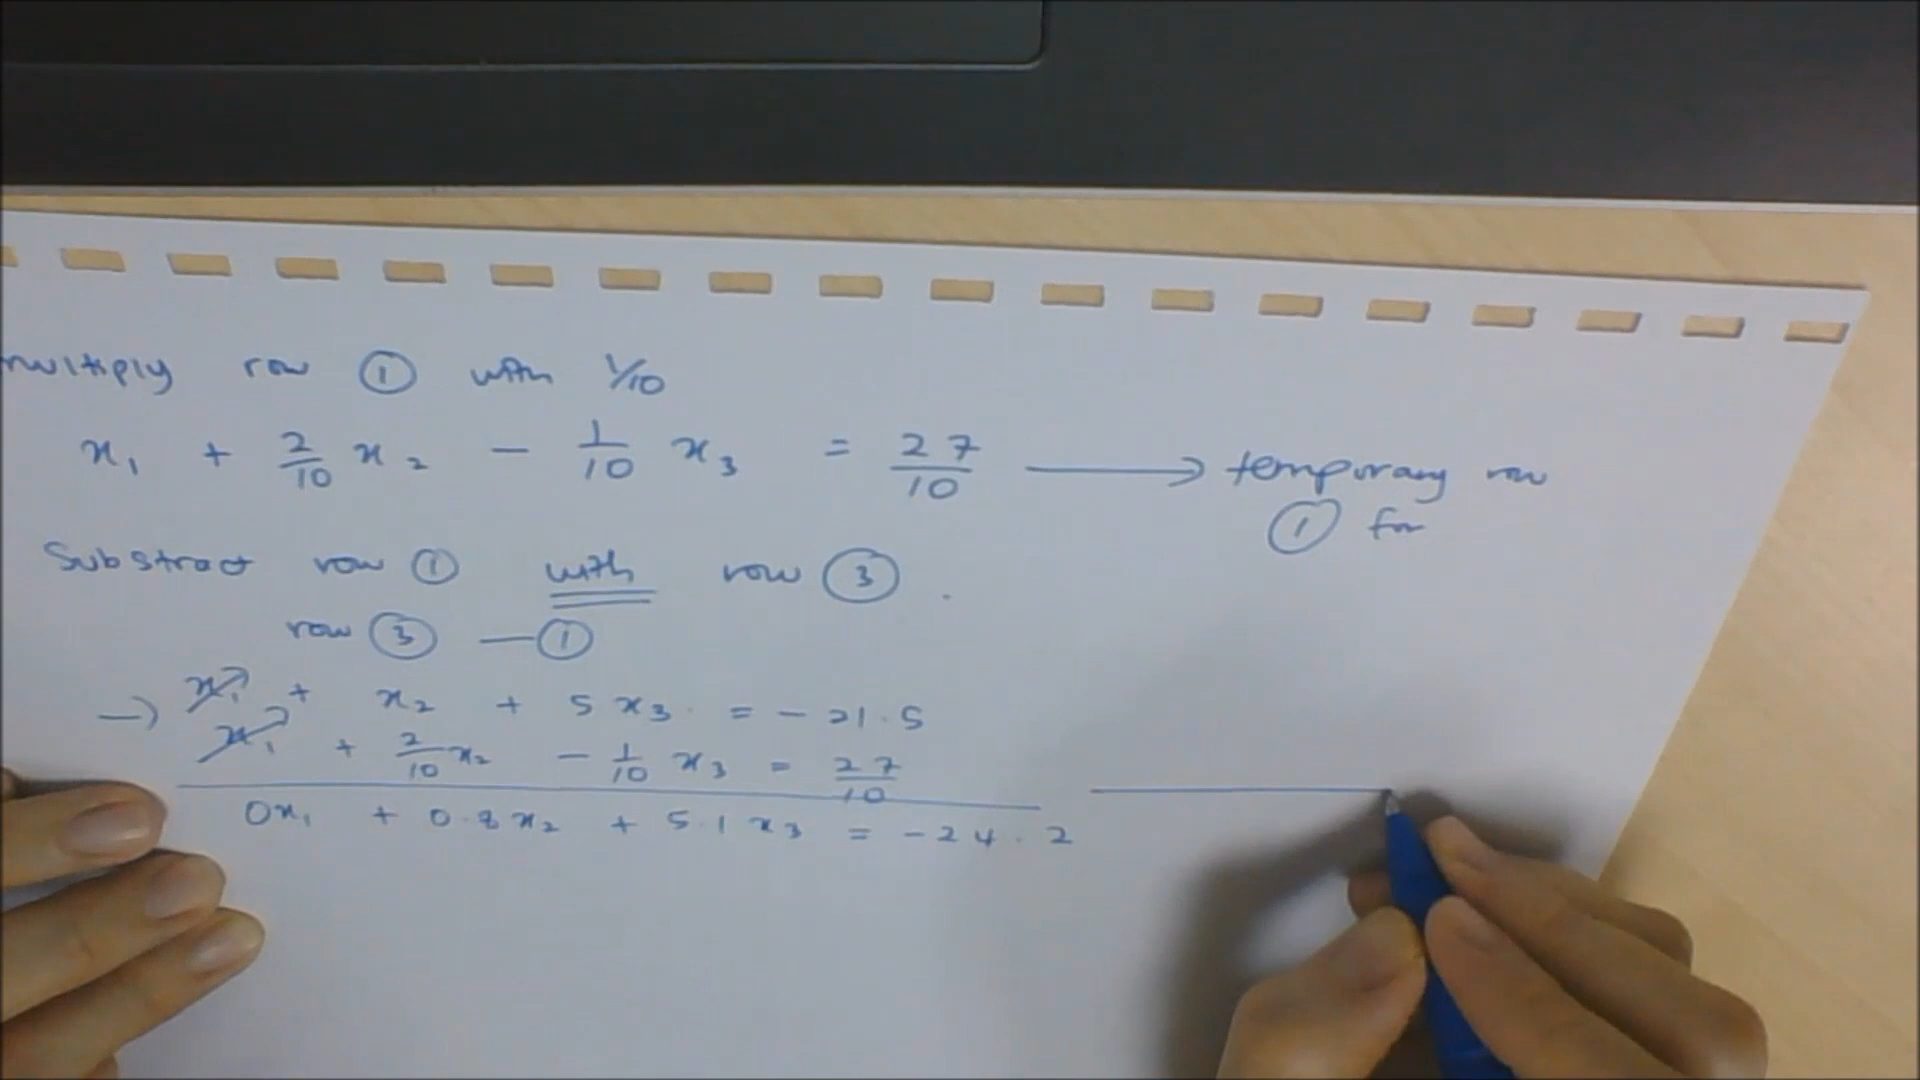 multiply row ① with 1/10
x₁ + 2/10 x₂ - 1/10 x₃ = 27/10 → temporary row
① for
Substract row ① with row ③.
row ③ - ①
→ x₁ + x₂ + 5x₃ = -21.5
x₁ + 2/10 x₂ - 1/10 x₃ = 27/10
0x₁ + 0.8x₂ + 5.1x₃ = -24.2